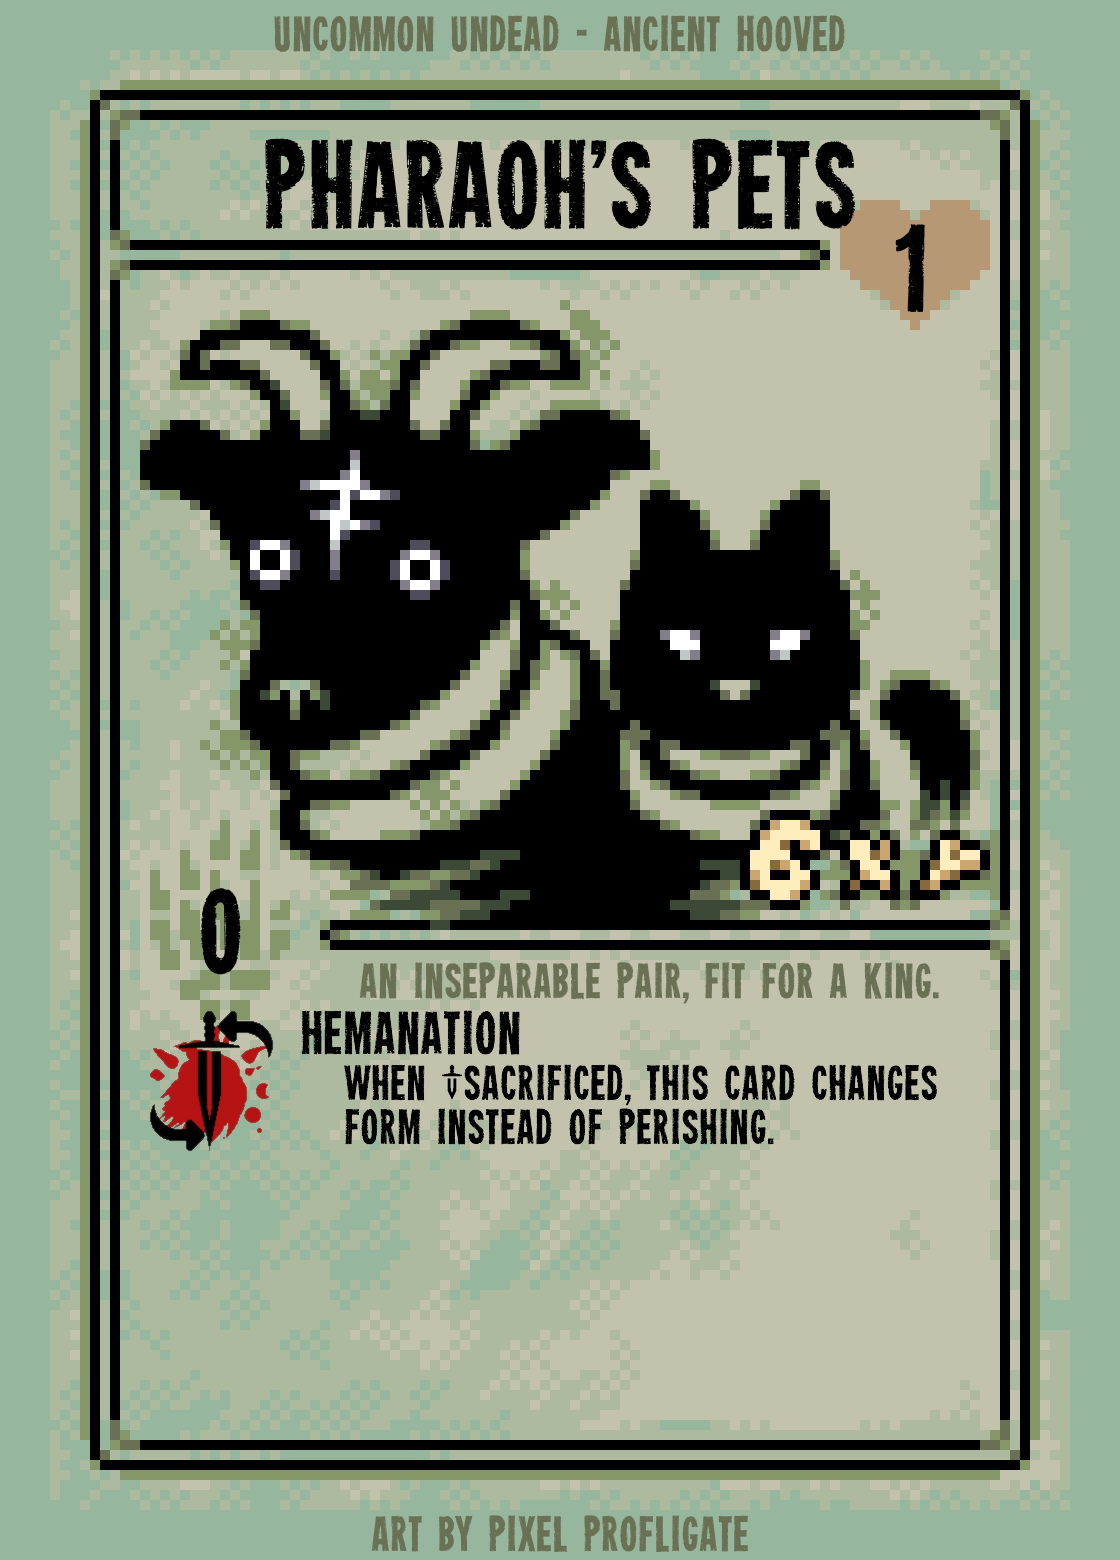 UNCOMMON UNDEAD - ANCIENT HOOVED
PHARAOH'S PETS
1
6 X
0
AN INSEPARABLE PAIR, FIT FOR A KING.
HEMANATION
WHEN SACRIFICED, THIS CARD CHANGES
FORM INSTEAD OF PERISHING.
ART BY PIXEL PROFLIGATE